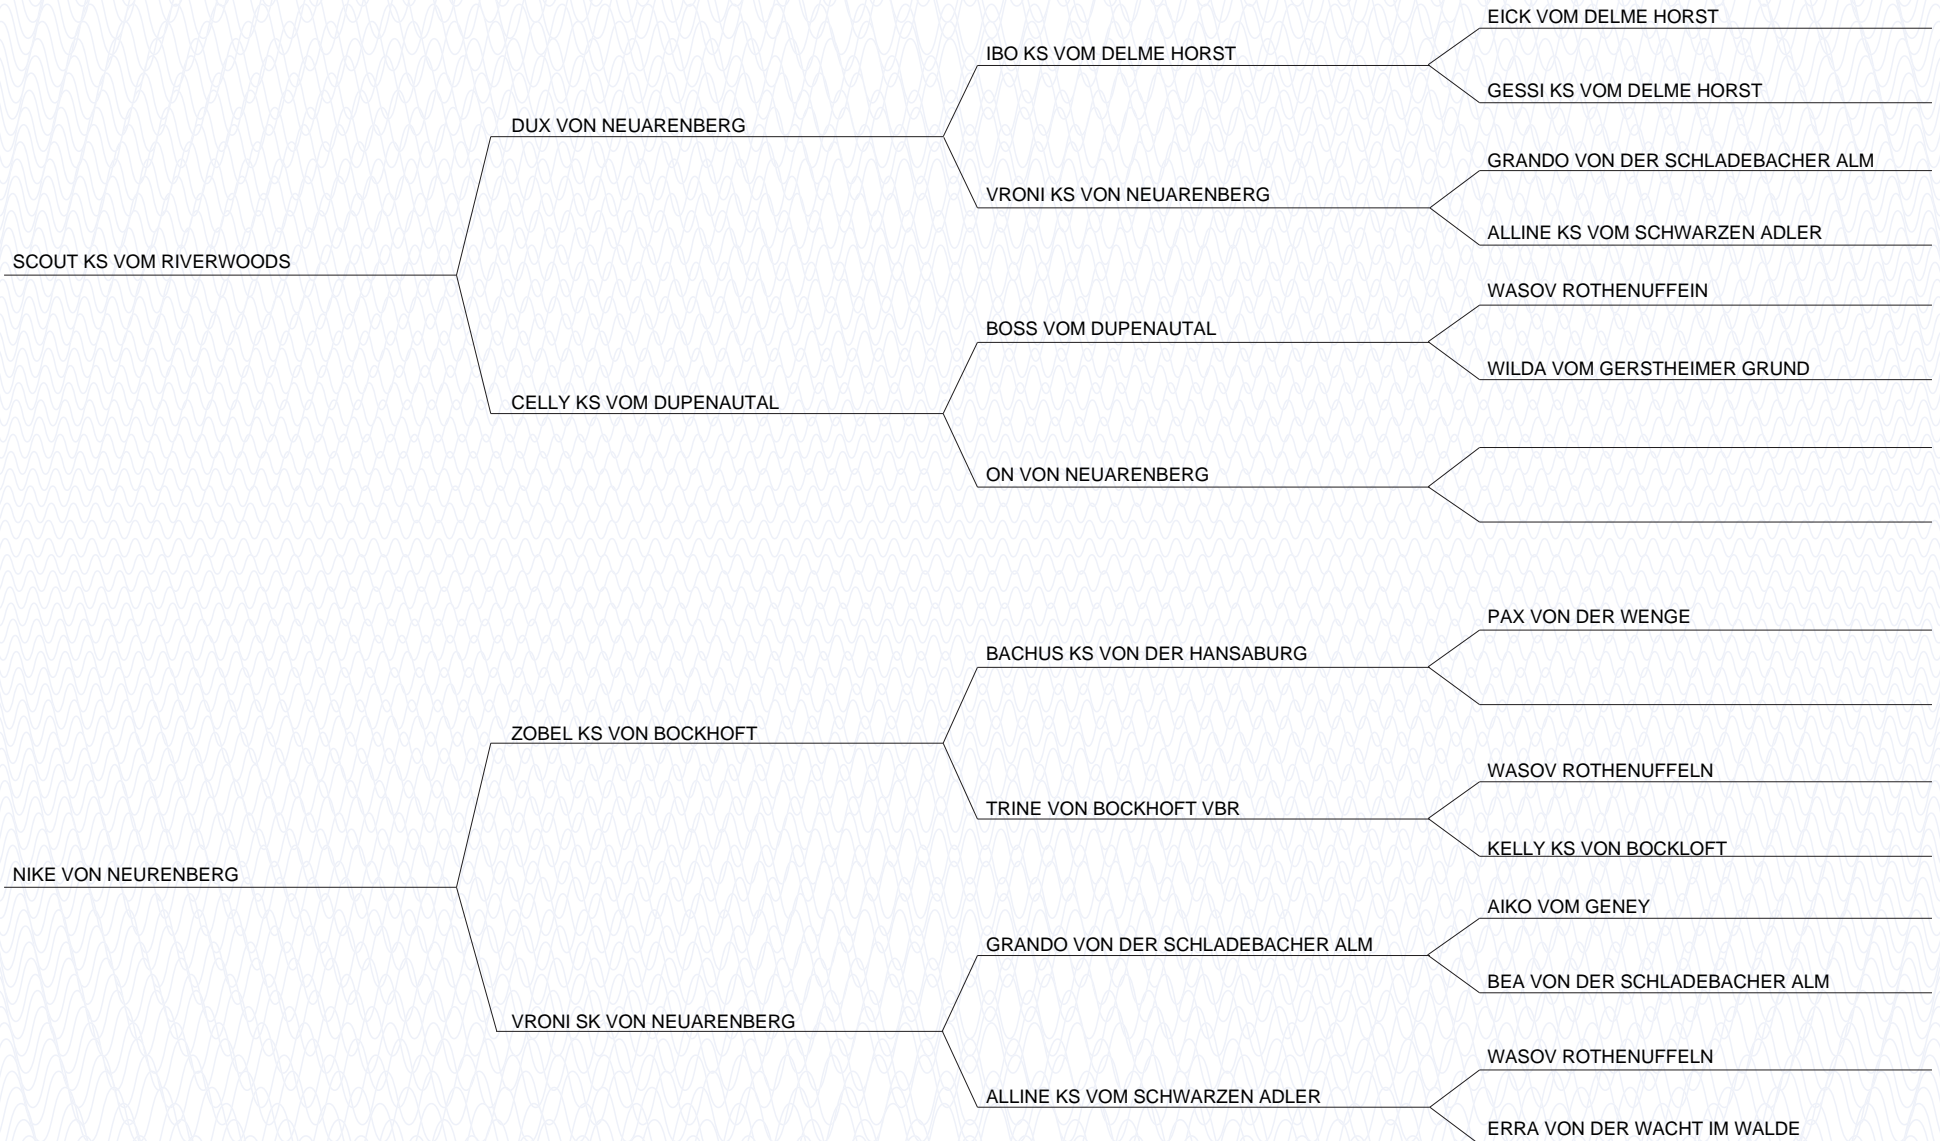 EICK VOM DELME HORST
IBO KS VOM DELME HORST
GESSI KS VOM DELME HORST
DUX VON NEUARENBERG
GRANDO VON DER SCHLADEBACHER ALM
VRONI KS VON NEUARENBERG
ALLINE KS VOM SCHWARZEN ADLER
SCOUT KS VOM RIVERWOODS
WASOV ROTHENUFFEIN
BOSS VOM DUPENAUTAL
WILDA VOM GERSTHEIMER GRUND
CELLY KS VOM DUPENAUTAL
ON VON NEUARENBERG
PAX VON DER WENGE
BACHUS KS VON DER HANSABURG
ZOBEL KS VON BOCKHOFT
WASOV ROTHENUFFELN
TRINE VON BOCKHOFT VBR
KELLY KS VON BOCKLOFT
NIKE VON NEURENBERG
AIKO VOM GENEY
GRANDO VON DER SCHLADEBACHER ALM
BEA VON DER SCHLADEBACHER ALM
VRONI SK VON NEUARENBERG
WASOV ROTHENUFFELN
ALLINE KS VOM SCHWARZEN ADLER
ERRA VON DER WACHT IM WALDE